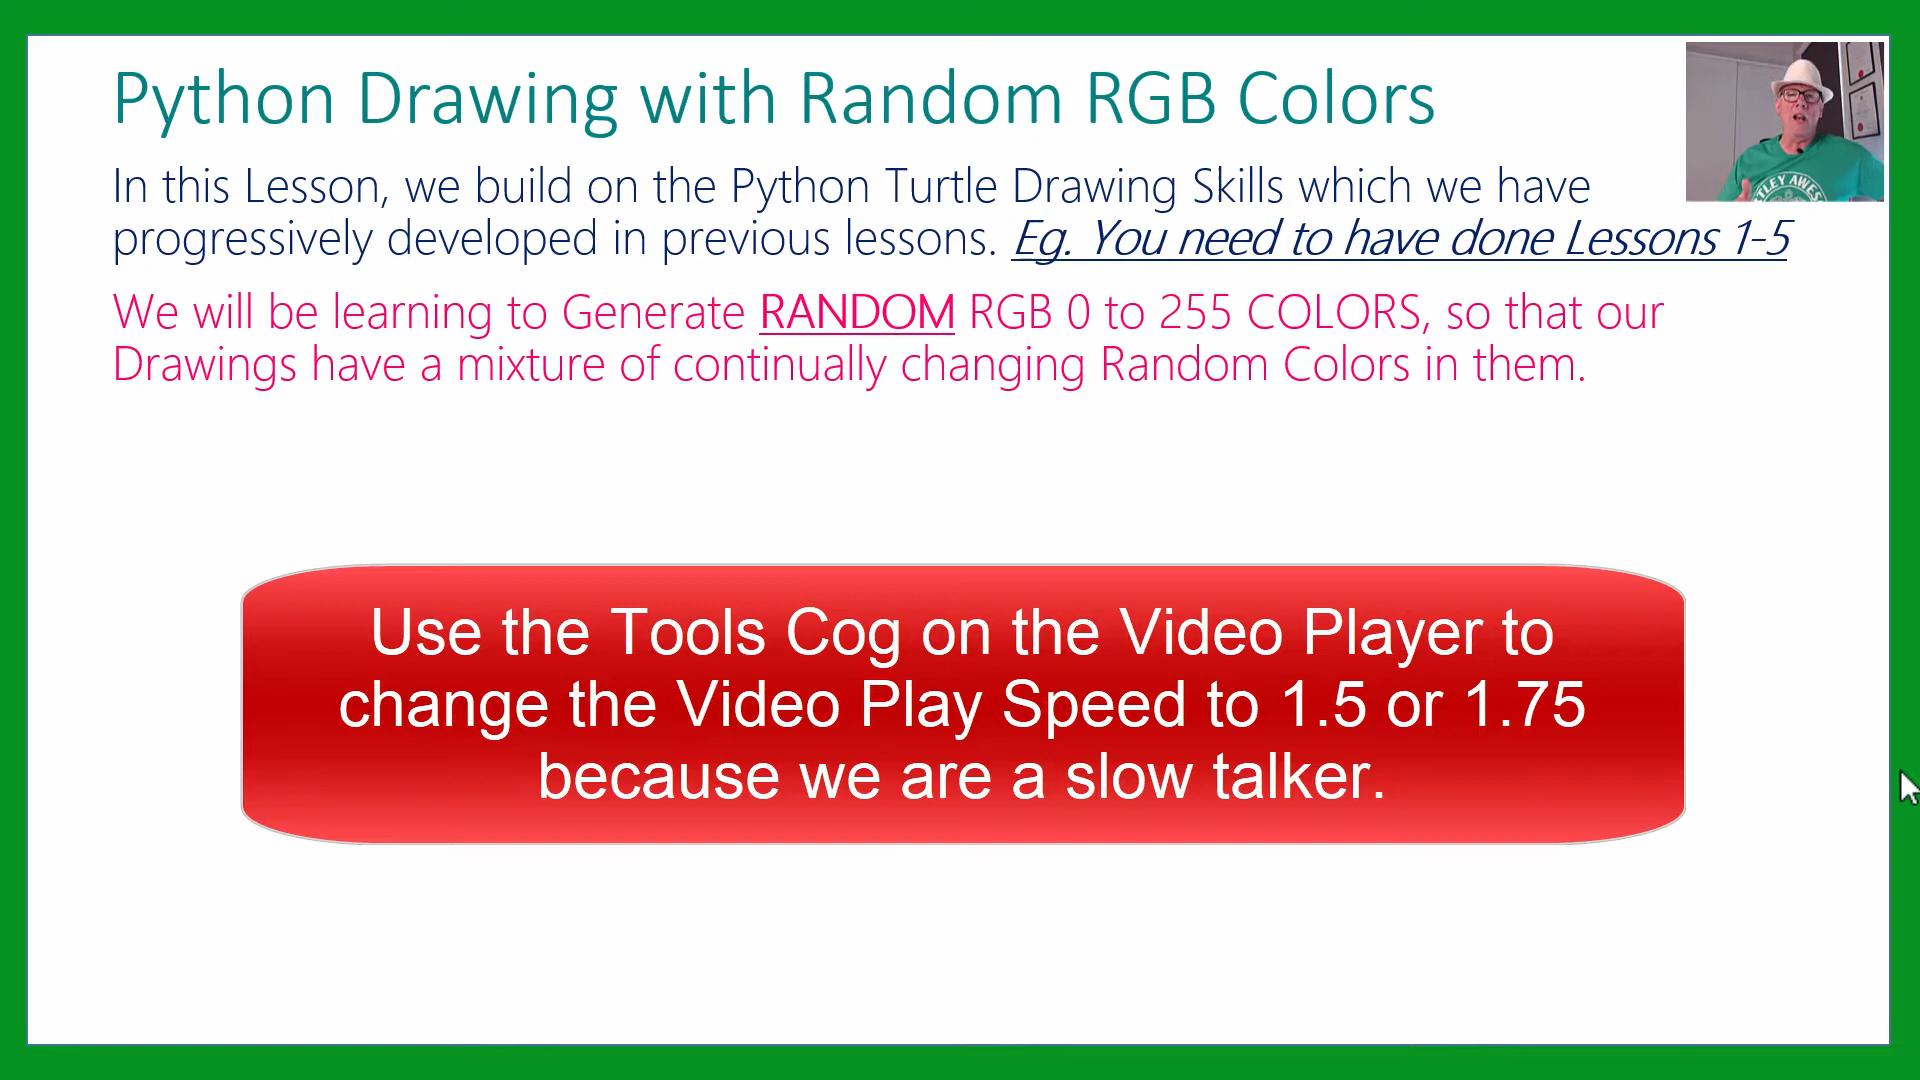 Python Drawing with Random RGB Colors
In this Lesson, we build on the Python Turtle Drawing Skills which we have
progressively developed in previous lessons. Eg. You need to have done Lessons 1-5
We will be learning to Generate RANDOM RGB 0 to 255 COLORS, so that our
Drawings have a mixture of continually changing Random Colors in them.
Use the Tools Cog on the Video Player to
change the Video Play Speed to 1.5 or 1.75
because we are a slow talker.